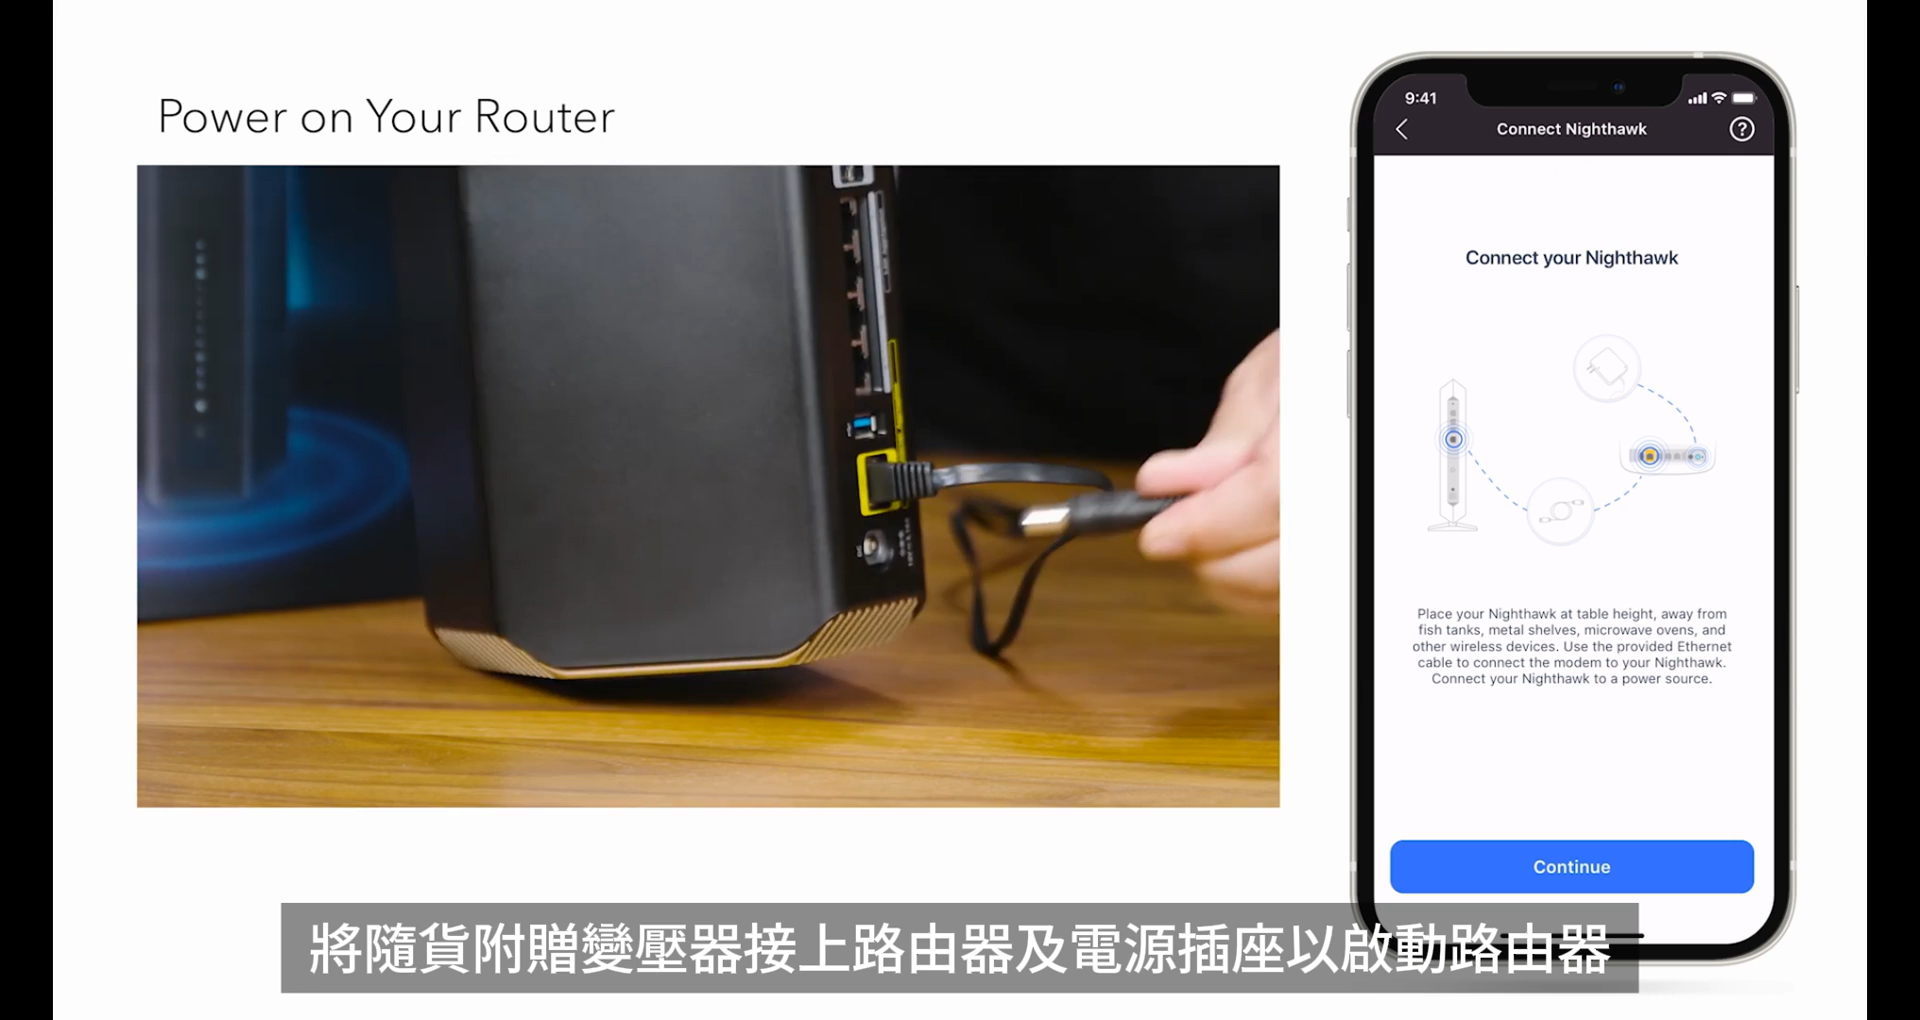 Power on Your Router
9:41
Connect Nighthawk
Connect your Nighthawk
Place your Nighthawk at table height, away from
fish tanks, metal shelves, microwave ovens, and
other wireless devices. Use the provided Ethernet
cable to connect the modem to your Nighthawk.
Connect your Nighthawk to a power source.
Continue
將隨貨附贈變壓器接上路由器及電源插座以啟動路由器